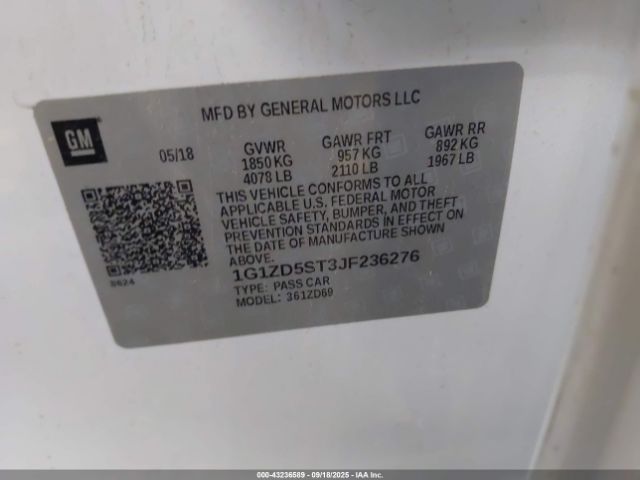 MFD BY GENERAL MOTORS LLC
GM
05/18 GVWR GAWR FRT GAWR RR
1850 KG 957 KG 892 KG
4078 LB 2110 LB 1967 LB
THIS VEHICLE CONFORMS TO ALL
APPLICABLE U.S. FEDERAL MOTOR
VEHICLE SAFETY, BUMPER, AND THEFT
PREVENTION STANDARDS IN EFFECT ON
THE DATE OF MANUFACTURE SHOWN
ABOVE.
8624
1G1ZD5ST3JF236276
TYPE: PASS CAR
MODEL: 361ZD69
000-43236589 - 09/18/2025 - IAA Inc.